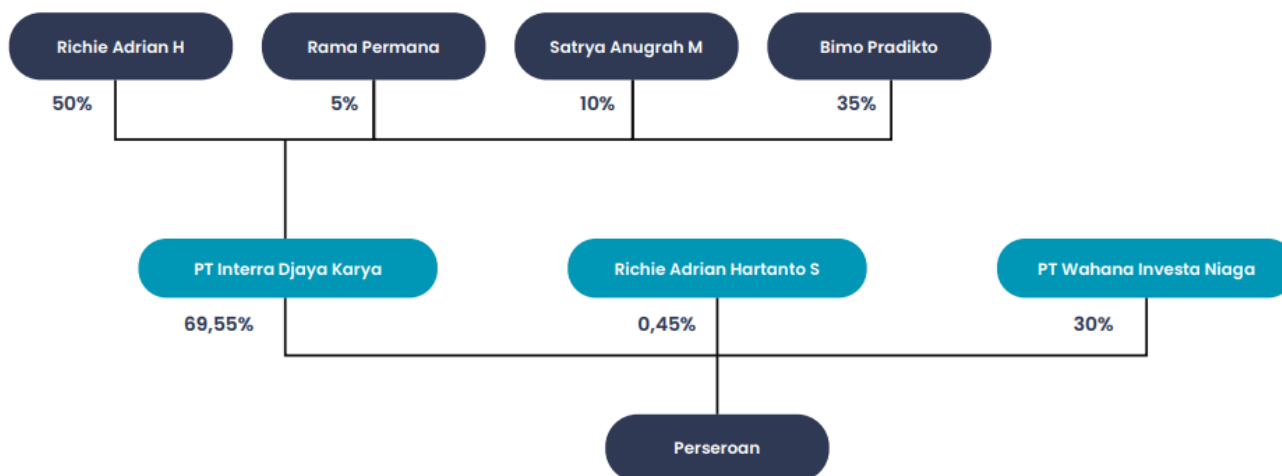 Richie Adrian H
Rama Permana
Satrya Anugrah M
Bimo Pradikto
50%
5%
10%
35%
PT Interra Djaya Karya
Richie Adrian Hartanto S
PT Wahana Investa Niaga
69,55%
0,45%
30%
Perseroan